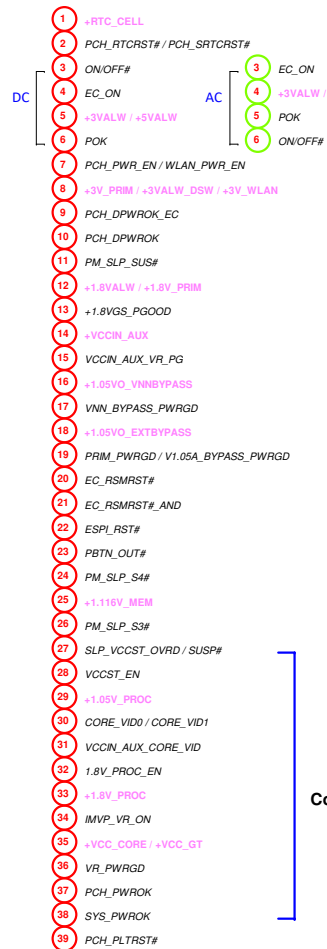 1 +RTC_CELL
2 PCH_RTCRST# / PCH_SRTCRST#
DC
3 ON/OFF#
4 EC_ON
5 +3VALW / +5VALW
6 POK
AC
3 EC_ON
4 +3VALW /
5 POK
6 ON/OFF#
7 PCH_PWR_EN / WLAN_PWR_EN
8 +3V_PRIM / +3VALW_DSW / +3V_WLAN
9 PCH_DPWROK_EC
10 PCH_DPWROK
11 PM_SLP_SUS#
12 +1.8VALW / +1.8V_PRIM
13 +1.8VGS_PGOOD
14 +VCCIN_AUX
15 VCCIN_AUX_VR_PG
16 +1.05VO_VNNBYPASS
17 VNN_BYPASS_PWRGD
18 +1.05VO_EXTBYPASS
19 PRIM_PWRGD / V1.05A_BYPASS_PWRGD
20 EC_RSMRST#
21 EC_RSMRST#_AND
22 ESPI_RST#
23 PBTN_OUT#
24 PM_SLP_S4#
25 +1.116V_MEM
26 PM_SLP_S3#
27 SLP_VCCST_OVRD / SUSP#
28 VCCST_EN
29 +1.05V_PROC
30 CORE_VID0 / CORE_VID1
31 VCCIN_AUX_CORE_VID
32 1.8V_PROC_EN
33 +1.8V_PROC
34 IMVP_VR_ON
35 +VCC_CORE / +VCC_GT
36 VR_PWRGD
37 PCH_PWROK
38 SYS_PWROK
39 PCH_PLTRST#